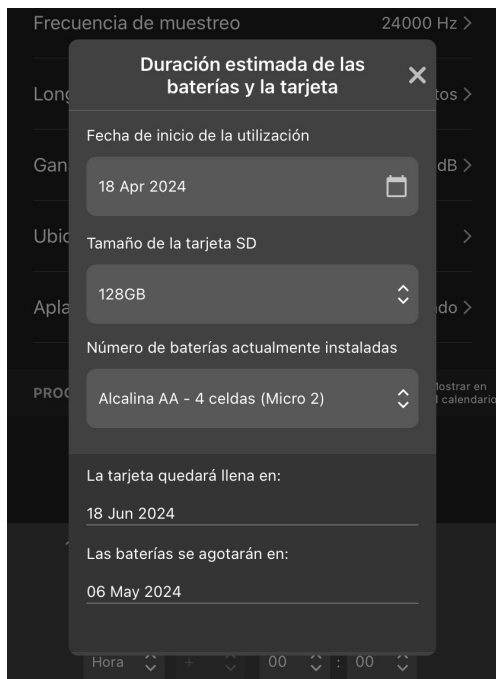 Frecuencia de muestreo 24000 Hz >
Duración estimada de las
baterías y la tarjeta
Fecha de inicio de la utilización
18 Apr 2024
Gan dB >
Tamaño de la tarjeta SD
128GB
Número de baterías actualmente instaladas
Alcalina AA - 4 celdas (Micro 2)
La tarjeta quedará llena en:
18 Jun 2024
Las baterías se agotarán en:
06 May 2024
Hora + 00 : 00